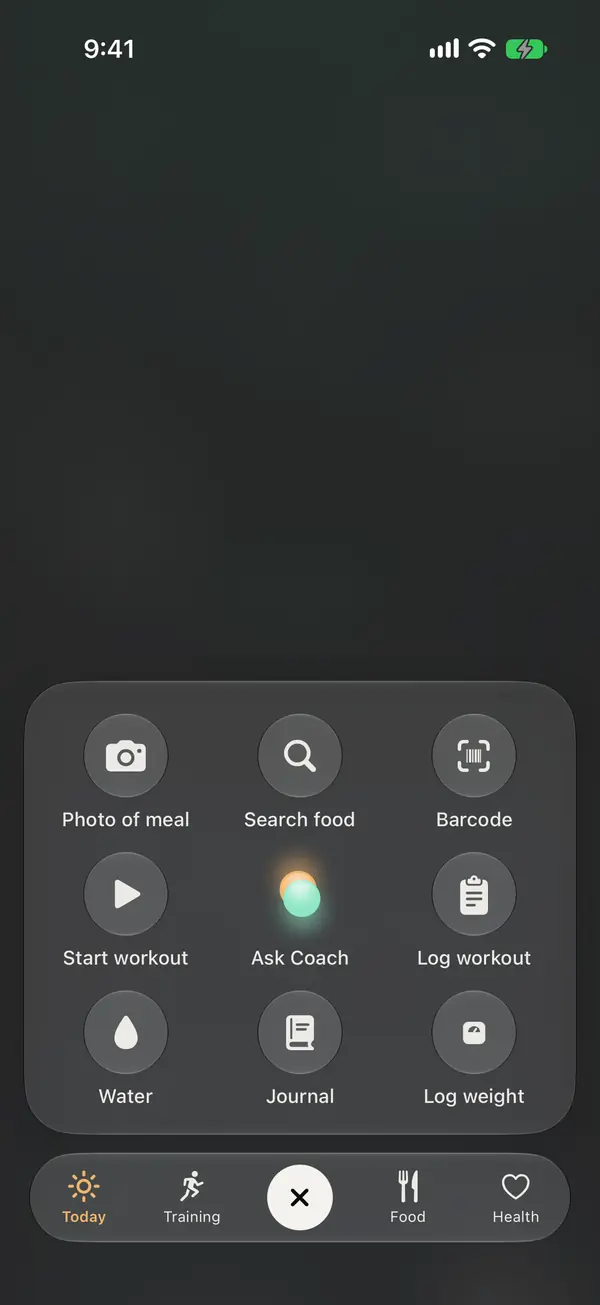 9:41
Photo of meal
Search food
Barcode
Start workout
Ask Coach
Log workout
Water
Journal
Log weight
Today
Training
Food
Health